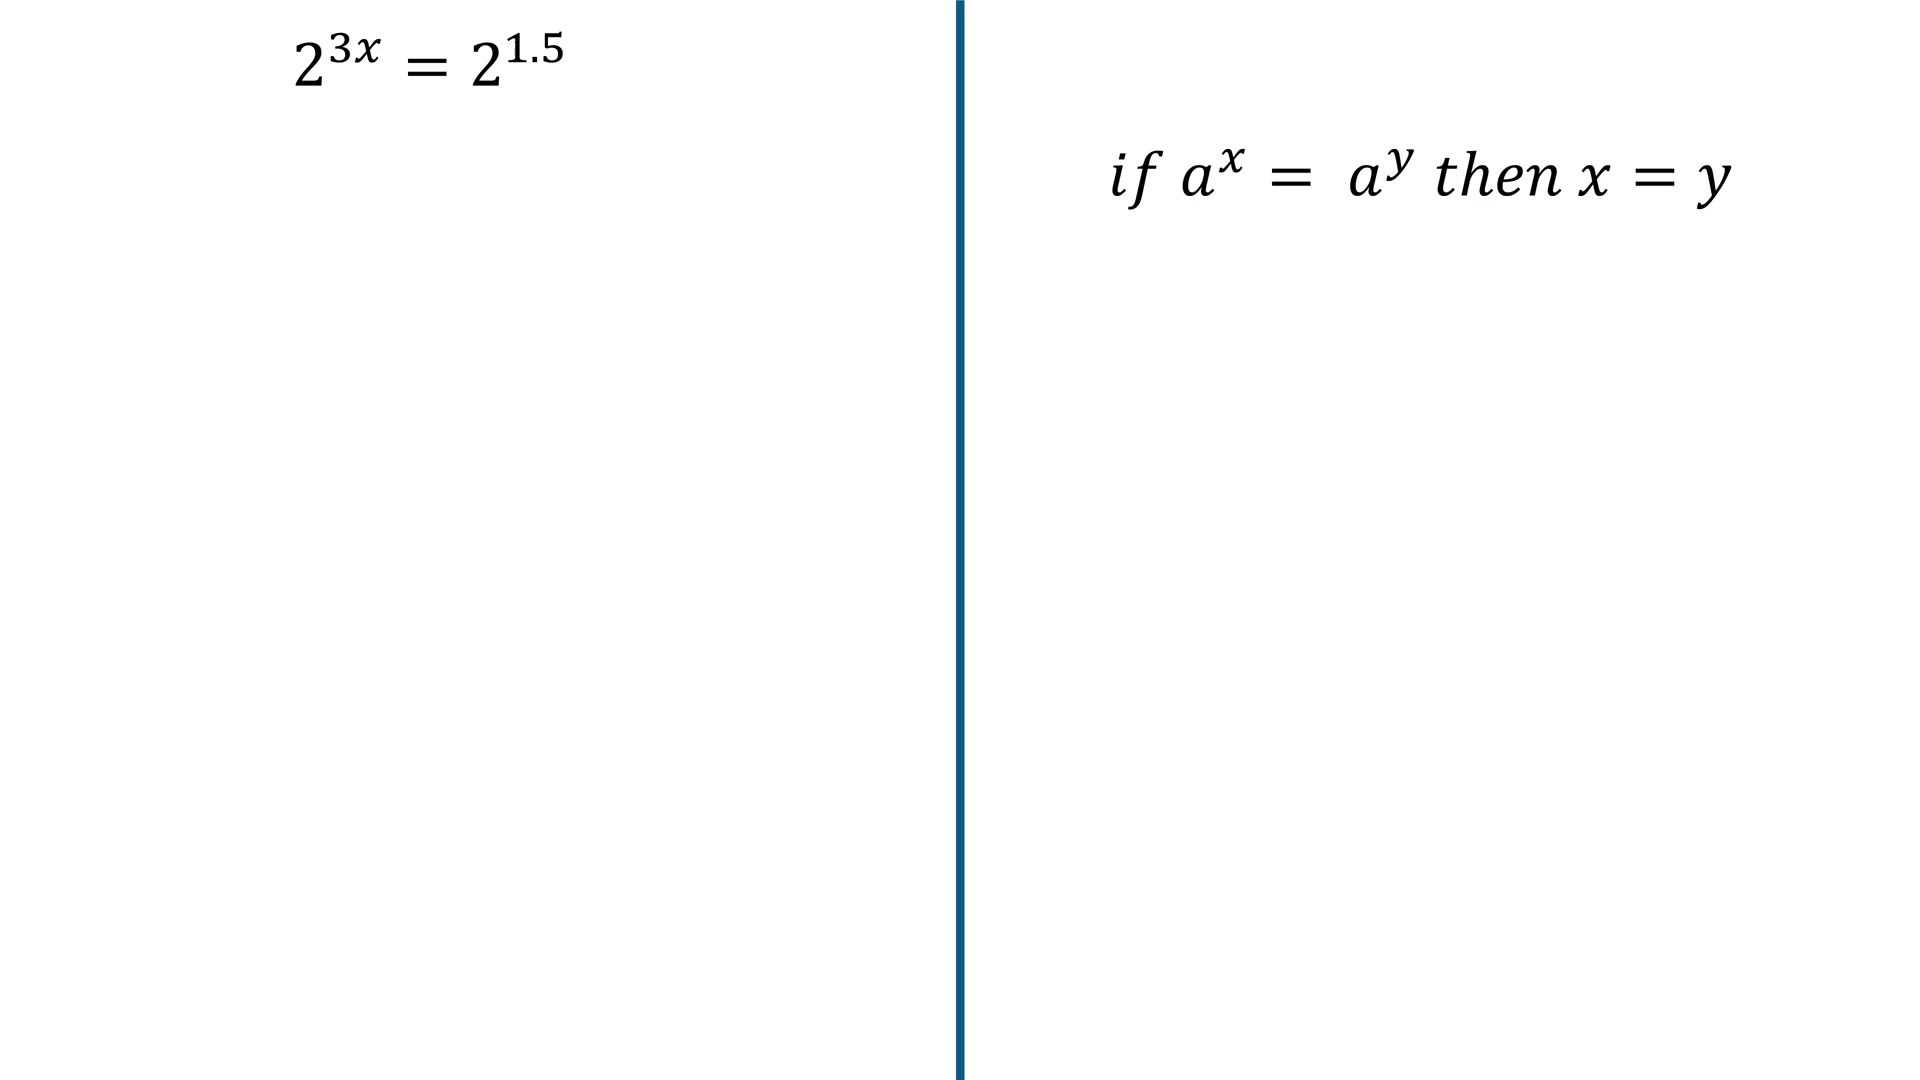 2^{3x} = 2^{1.5}
if a^x = a^y then x = y